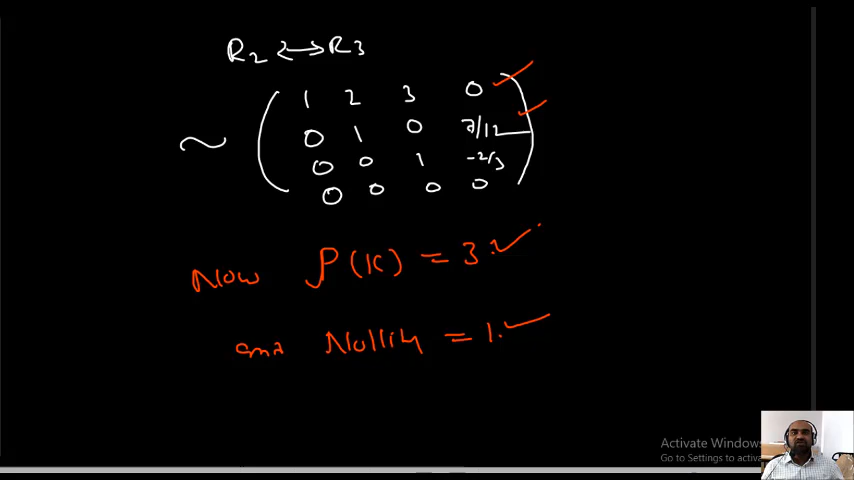 R2 ↔ R3
1 2 3 0
~ 0 1 0 7/12
0 0 1 -2/3
0 0 0 0
Now ρ(K) = 3.
and Nullity = 1.
Activate Windows
Go to Settings to activa